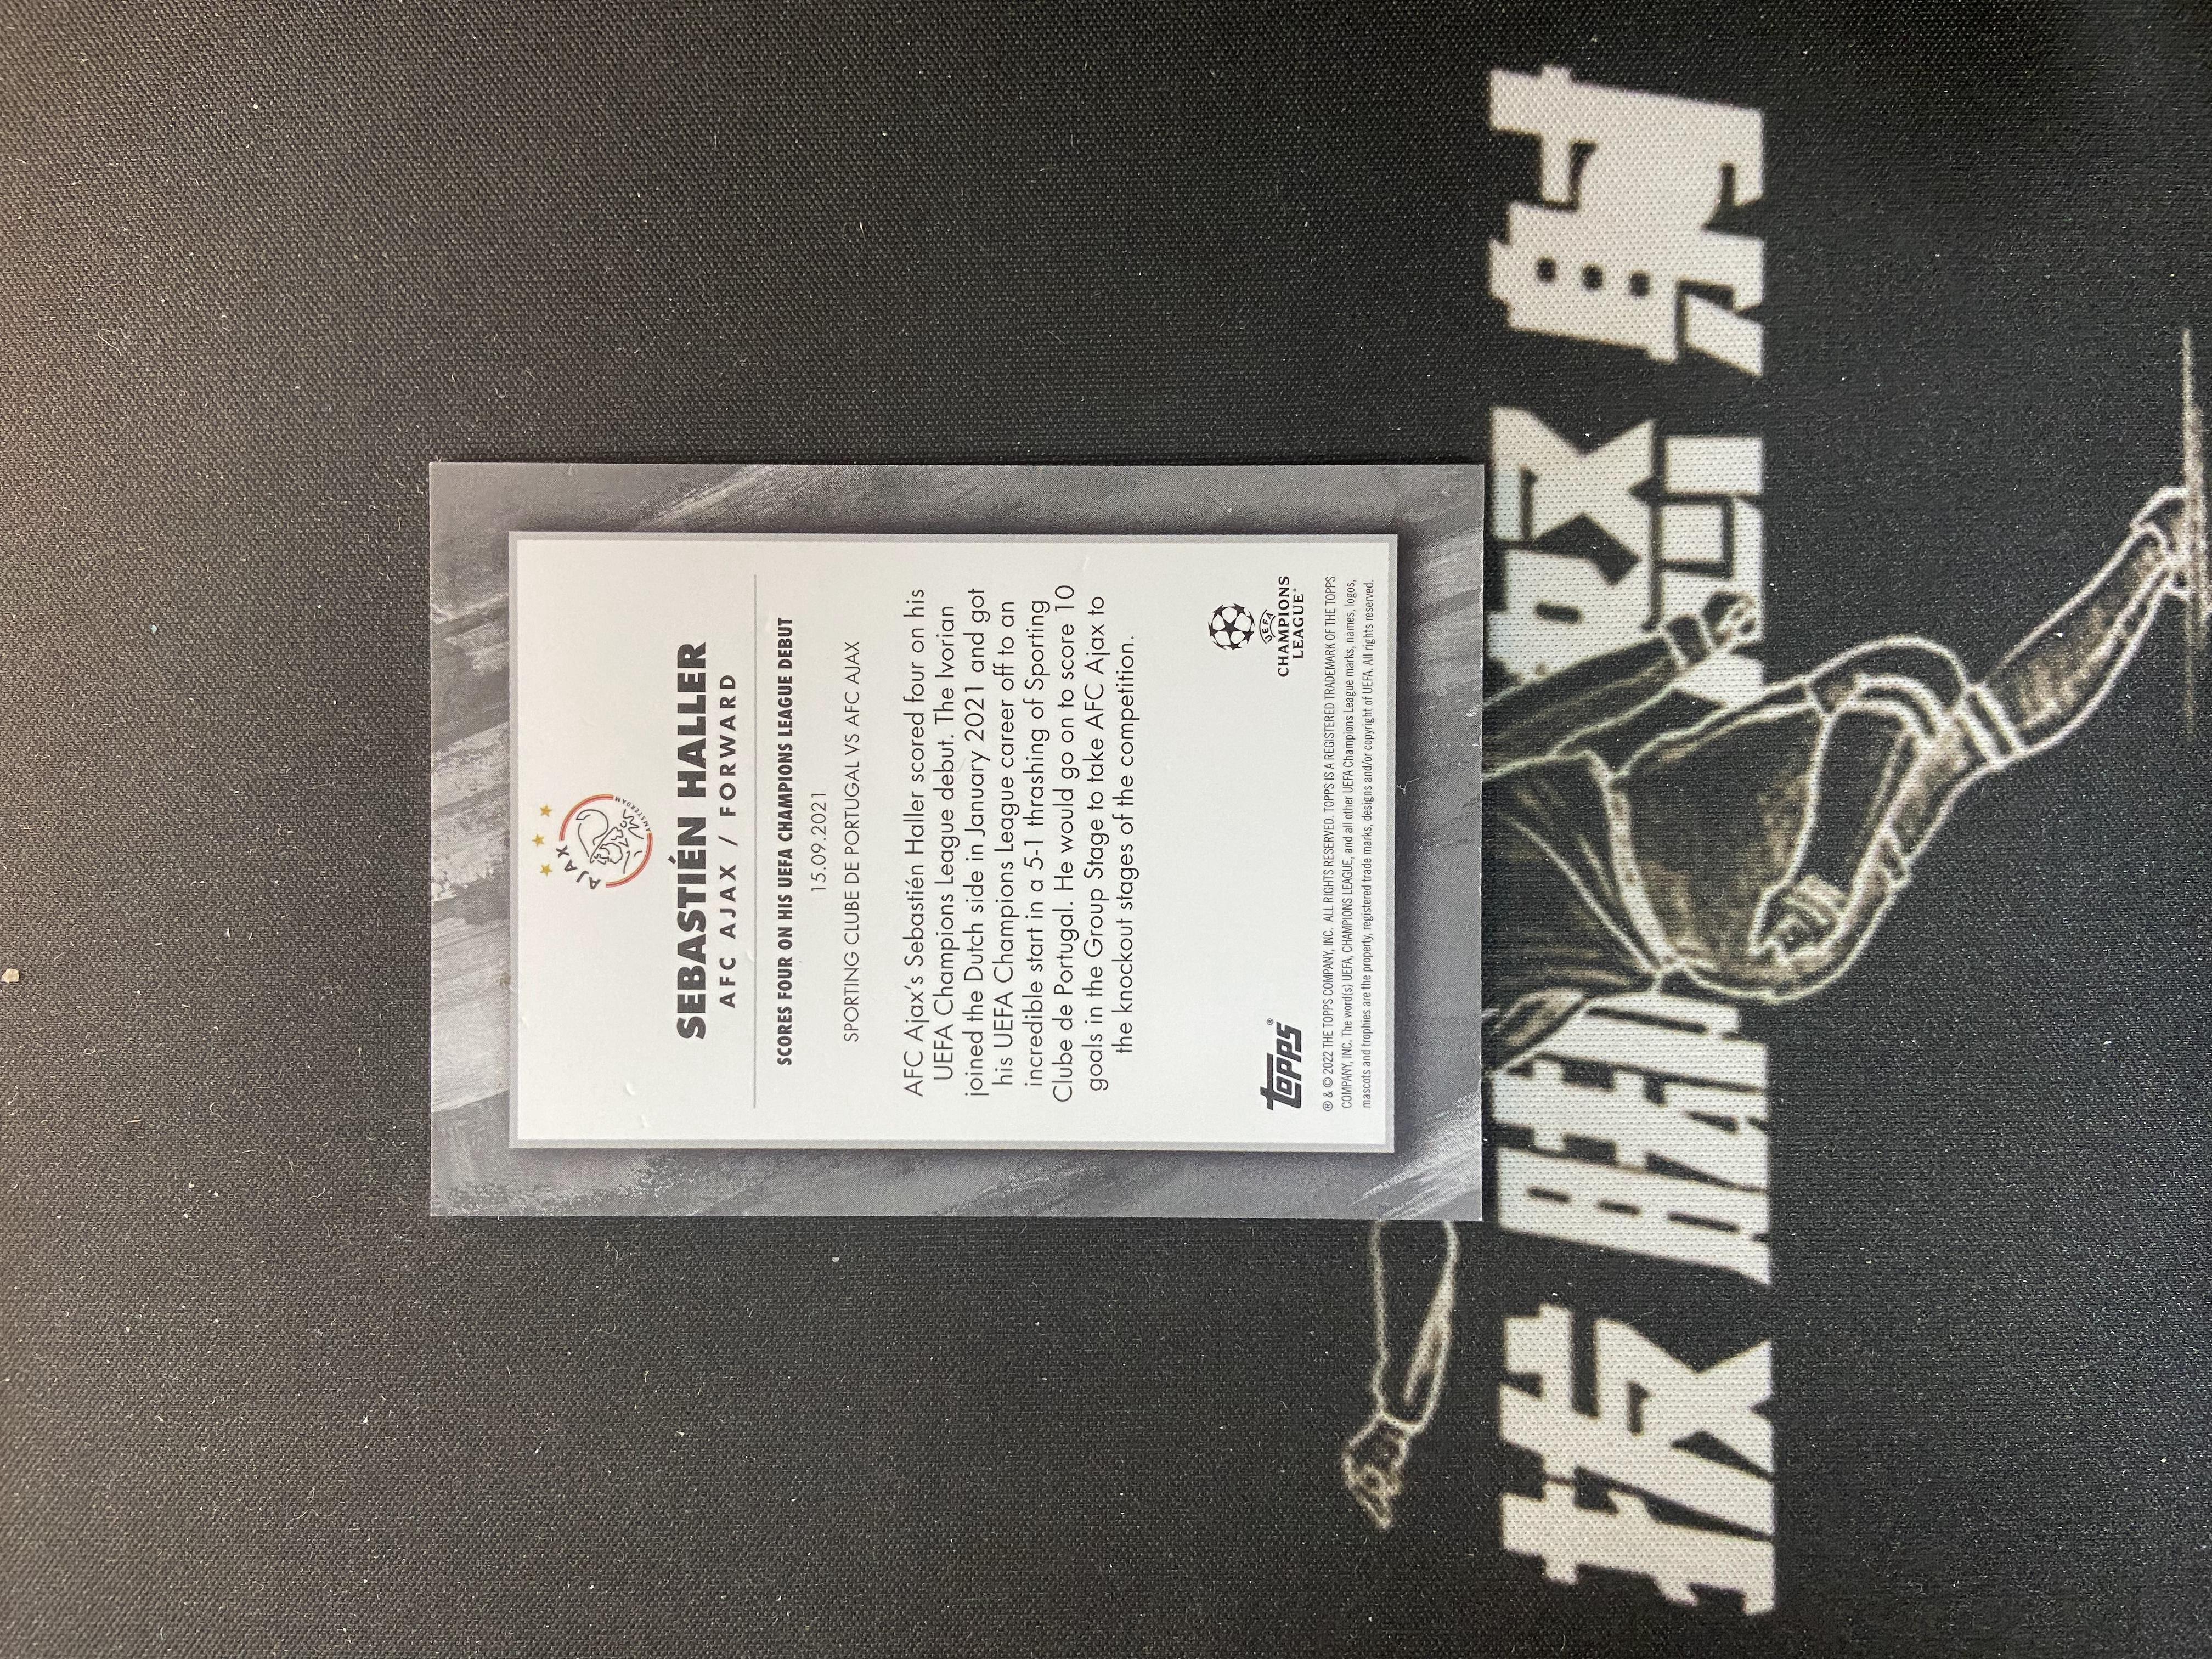 AJAX
AMSTERDAM
SEBASTIÉN HALLER
AFC AJAX / FORWARD
SCORES FOUR ON HIS UEFA CHAMPIONS LEAGUE DEBUT
15.09.2021
SPORTING CLUBE DE PORTUGAL VS AFC AJAX
AFC Ajax's Sebastién Haller scored four on his
UEFA Champions League debut. The Ivorian
joined the Dutch side in January 2021 and got
his UEFA Champions League career off to an
incredible start in a 5-1 thrashing of Sporting
Clube de Portugal. He would go on to score 10
goals in the Group Stage to take AFC Ajax to
the knockout stages of the competition.
topps®
UEFA
CHAMPIONS
LEAGUE®
® & © 2022 THE TOPPS COMPANY, INC. ALL RIGHTS RESERVED. TOPPS IS A REGISTERED TRADEMARK OF THE TOPPS
COMPANY, INC. The word(s) UEFA, CHAMPIONS LEAGUE, and all other UEFA Champions League marks, names, logos,
mascots and trophies are the property, registered trade marks, designs and/or copyright of UEFA. All rights reserved.